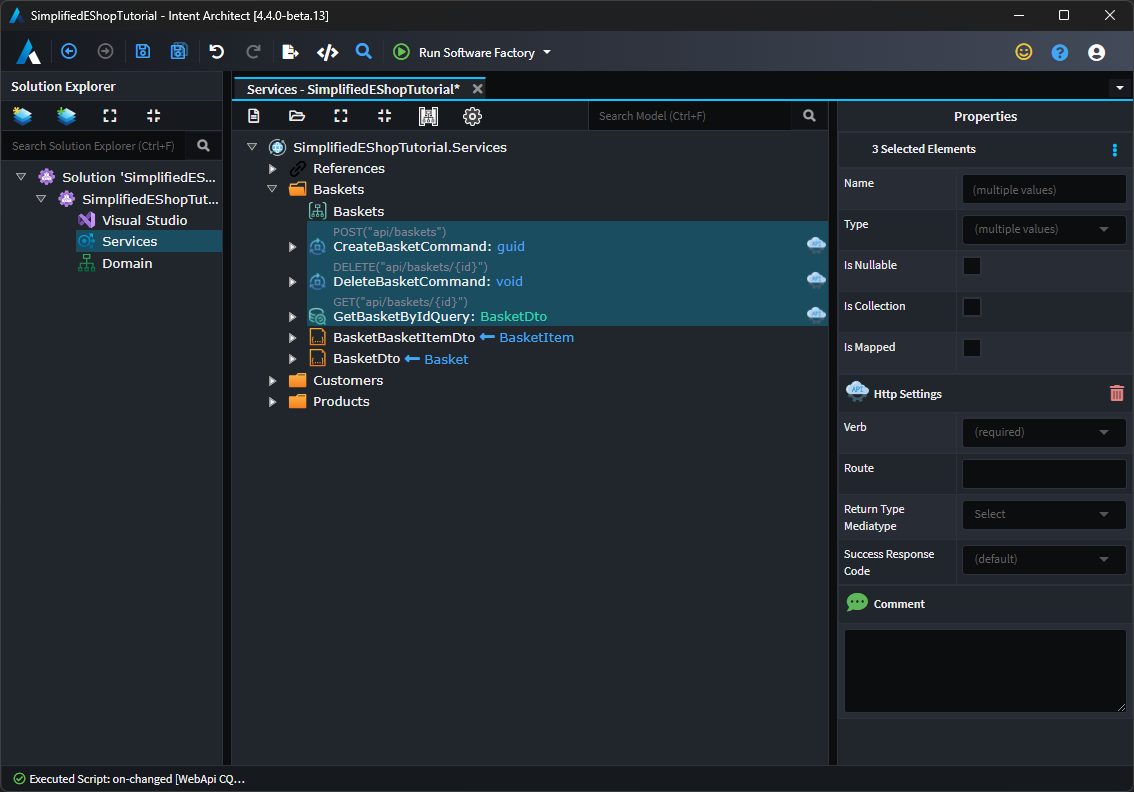 SimplifiedEShopTutorial - Intent Architect [4.4.0-beta.13]
Run Software Factory
Solution Explorer
Search Solution Explorer (Ctrl+F)
Solution 'SimplifiedES...
SimplifiedEShopTut...
Visual Studio
Services
Domain
Services - SimplifiedEShopTutorial*
Search Model (Ctrl+F)
SimplifiedEShopTutorial.Services
References
Baskets
Baskets
POST("api/baskets")
CreateBasketCommand: guid
DELETE("api/baskets/{id}")
DeleteBasketCommand: void
GET("api/baskets/{id}")
GetBasketByIdQuery: BasketDto
BasketBasketItemDto BasketItem
BasketDto Basket
Customers
Products
API
API
API
Properties
3 Selected Elements
Name
(multiple values)
Type
(multiple values)
Is Nullable
Is Collection
Is Mapped
API
Http Settings
Verb
(required)
Route
Return Type
Mediatype
Select
Success Response
Code
(default)
Comment
Executed Script: on-changed [WebApi CQ...